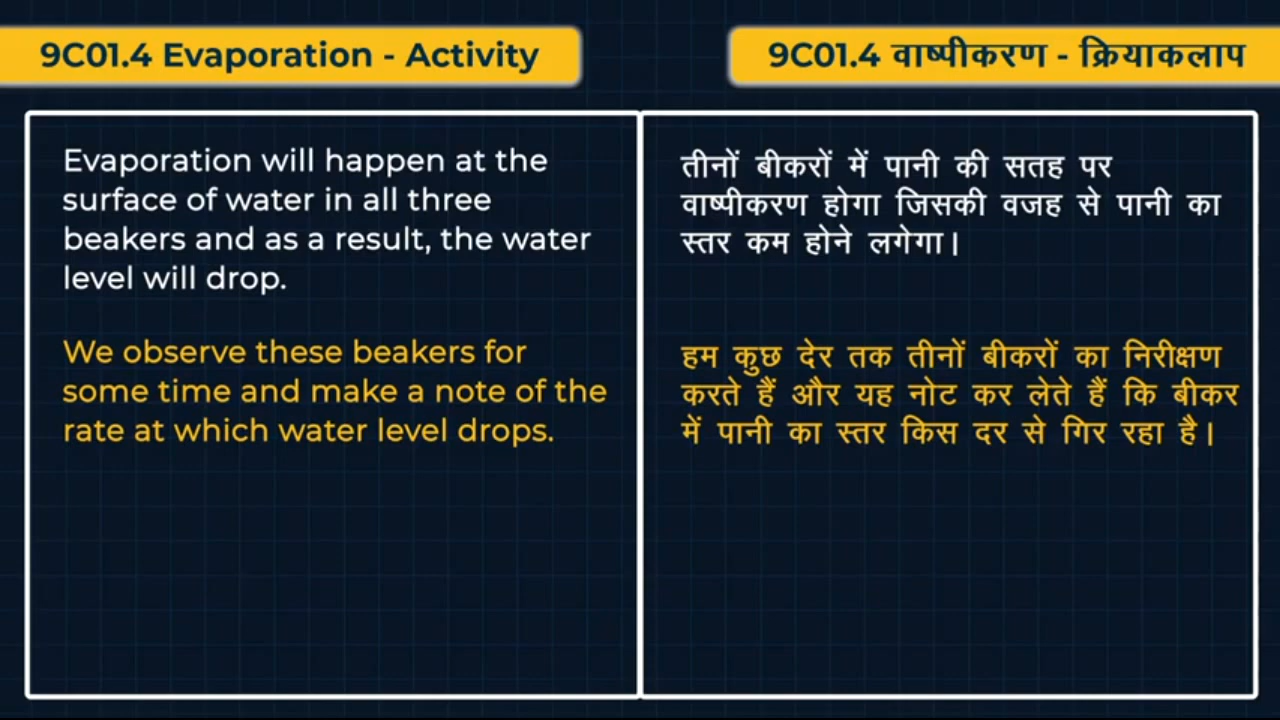 9C01.4 Evaporation - Activity
9C01.4 वाष्पीकरण - क्रियाकलाप
Evaporation will happen at the
surface of water in all three
beakers and as a result, the water
level will drop.
We observe these beakers for
some time and make a note of the
rate at which water level drops.
तीनों बीकरों में पानी की सतह पर
वाष्पीकरण होगा जिसकी वजह से पानी का
स्तर कम होने लगेगा।
हम कुछ देर तक तीनों बीकरों का निरीक्षण
करते हैं और यह नोट कर लेते हैं कि बीकर
में पानी का स्तर किस दर से गिर रहा है।